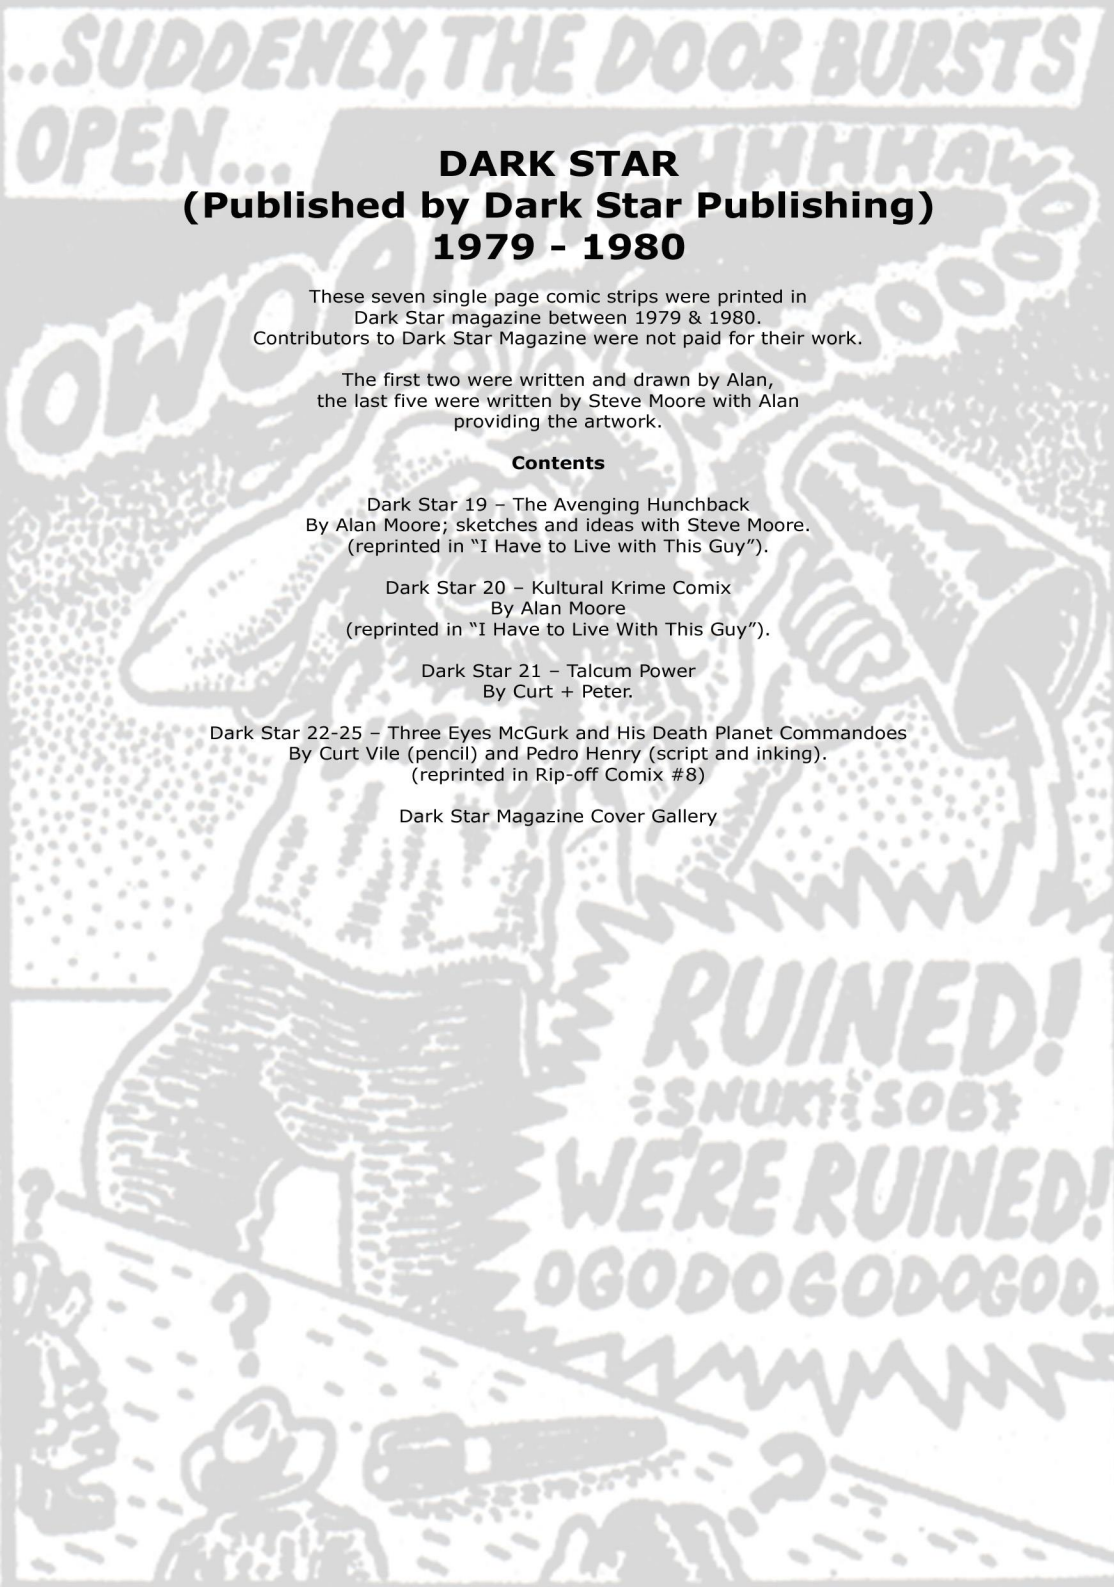 ..SUDDENLY, THE DOOR BURSTS
OPEN...
DARK STAR
(Published by Dark Star Publishing)
1979 - 1980
These seven single page comic strips were printed in
Dark Star magazine between 1979 & 1980.
Contributors to Dark Star Magazine were not paid for their work.
The first two were written and drawn by Alan,
the last five were written by Steve Moore with Alan
providing the artwork.
Contents
Dark Star 19 – The Avenging Hunchback
By Alan Moore; sketches and ideas with Steve Moore.
(reprinted in “I Have to Live with This Guy”).
Dark Star 20 – Kultural Krime Comix
By Alan Moore
(reprinted in “I Have to Live With This Guy”).
Dark Star 21 – Talcum Power
By Curt + Peter.
Dark Star 22-25 – Three Eyes McGurk and His Death Planet Commandoes
By Curt Vile (pencil) and Pedro Henry (script and inking).
(reprinted in Rip-off Comix #8)
Dark Star Magazine Cover Gallery
RUINED!
SNUK! SOB
WE'RE RUINED!
OGODOGODOGOD..
?
?
?